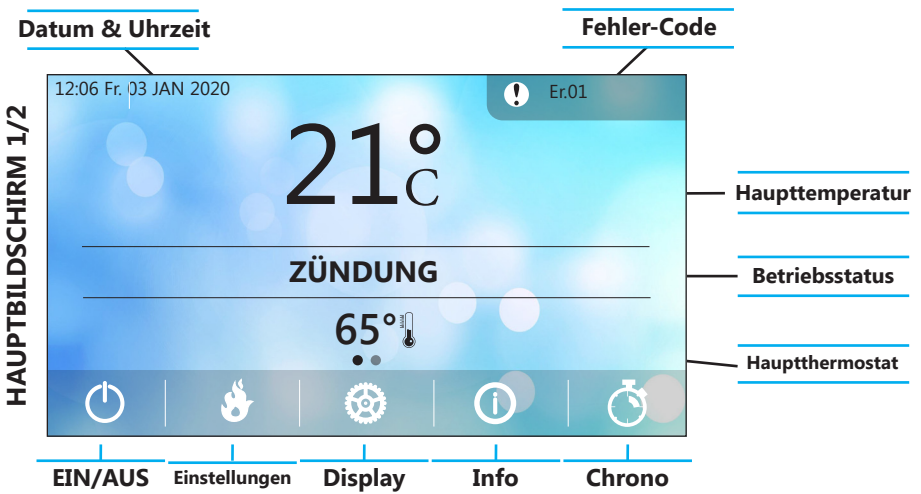 Datum & Uhrzeit
Fehler-Code
HAUPTBILDSCHIRM 1/2
12:06 Fr. 03 JAN 2020
Er.01
21°C
Haupttemperatur
ZÜNDUNG
Betriebsstatus
65°
Hauptthermostat
EIN/AUS
Einstellungen
Display
Info
Chrono